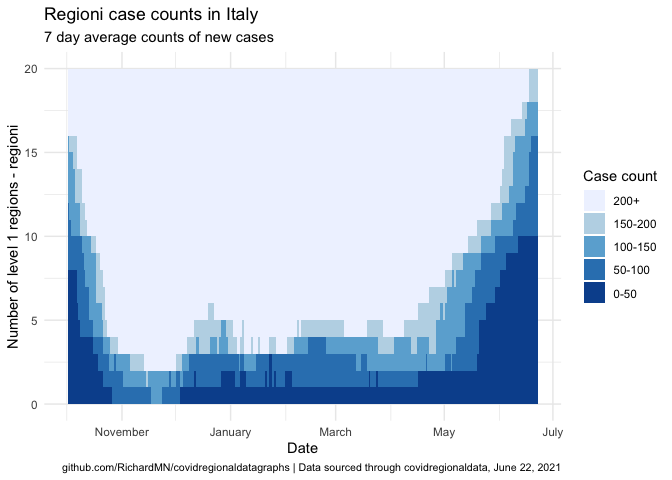 Regioni case counts in Italy
7 day average counts of new cases
Number of level 1 regions - regioni
20
15
10
5
0
November
January
March
May
July
Date
Case count
200+
150-200
100-150
50-100
0-50
github.com/RichardMN/covidregionaldatagraphs | Data sourced through covidregionaldata, June 22, 2021